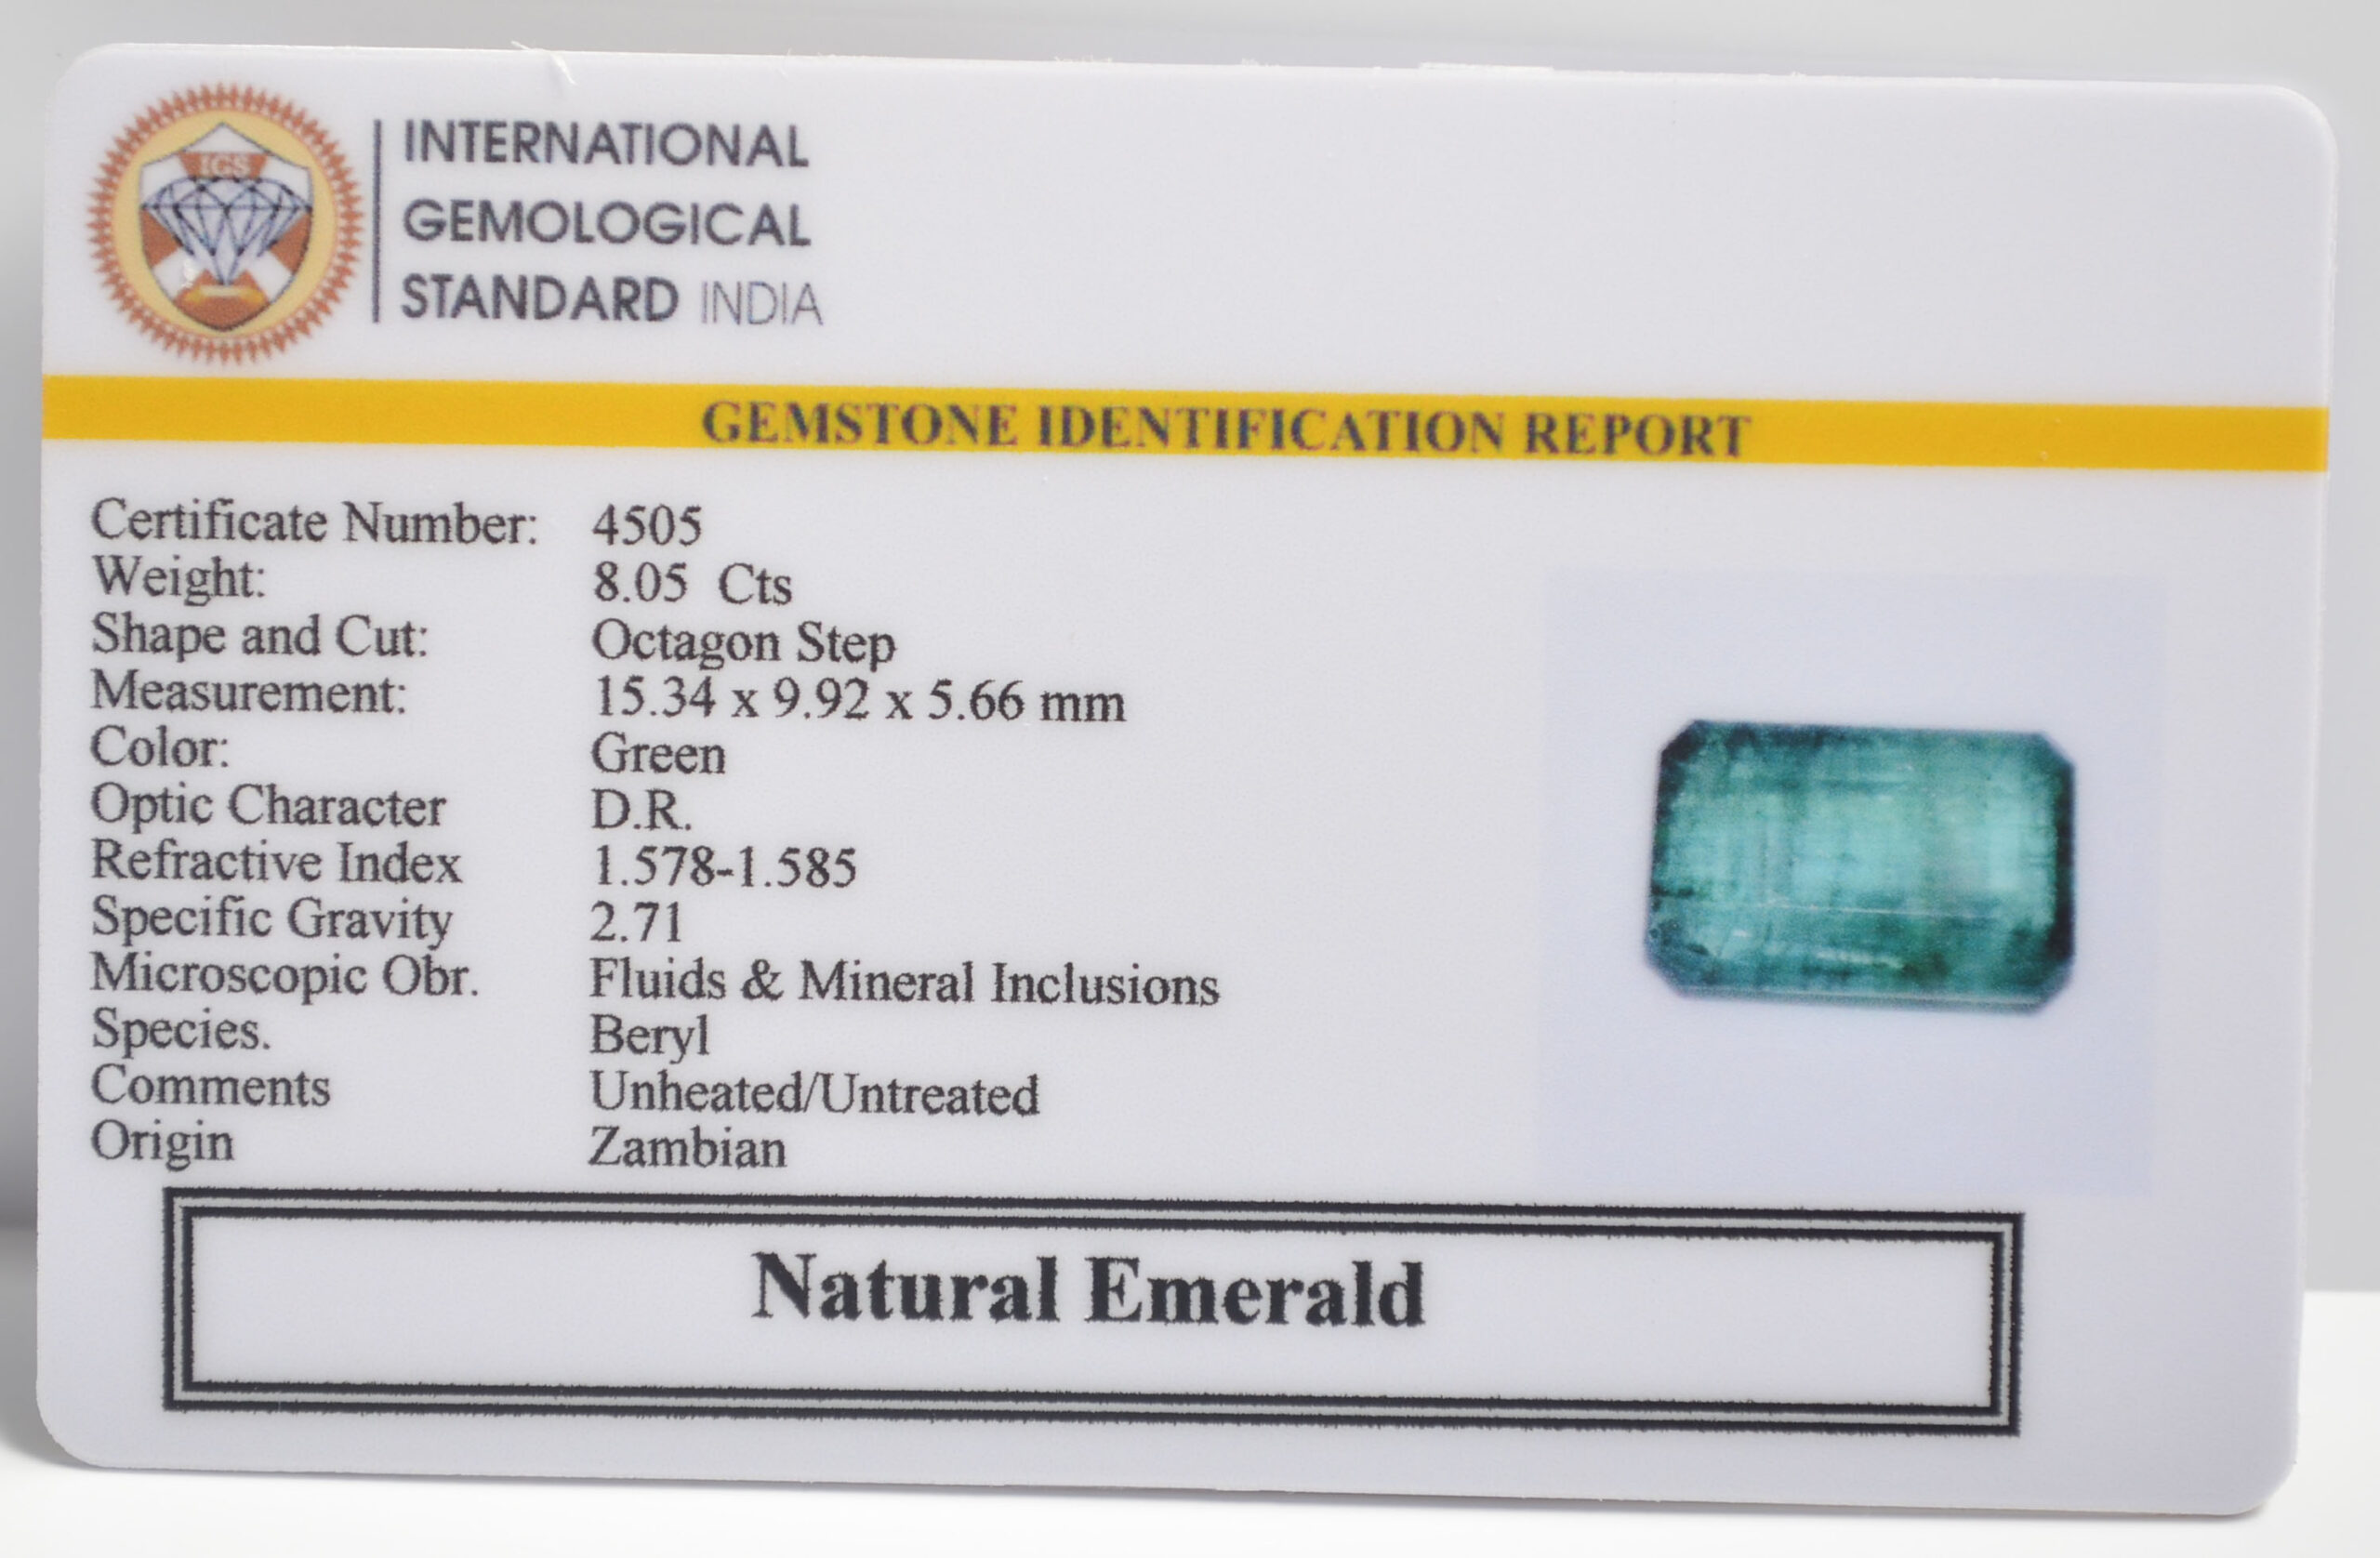 IGS
INTERNATIONAL
GEMOLOGICAL
STANDARD INDIA
GEMSTONE IDENTIFICATION REPORT
Certificate Number: 4505
Weight: 8.05 Cts
Shape and Cut: Octagon Step
Measurement: 15.34 x 9.92 x 5.66 mm
Color: Green
Optic Character D.R.
Refractive Index 1.578-1.585
Specific Gravity 2.71
Microscopic Obr. Fluids & Mineral Inclusions
Species. Beryl
Comments Unheated/Untreated
Origin Zambian
Natural Emerald